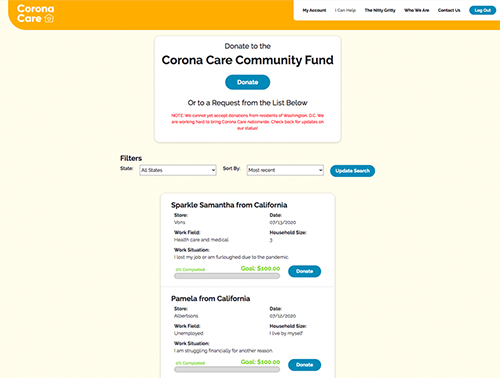 Corona
Care
My Account
I Can Help
The Nitty Gritty
Who We Are
Contact Us
Log Out
Donate to the
Corona Care Community Fund
Donate
Or to a Request from the List Below
NOTE: We cannot yet accept donations from residents of Washington, D.C. We
are working hard to bring Corona Care nationwide. Check back for updates on
our status!
Filters
State:
All States
Sort By:
Most recent
Update Search
Sparkle Samantha from California
Store:
Date:
Vons
07/13/2020
Work Field:
Household Size:
Health care and medical
3
Work Situation:
I lost my job or am furloughed due to the pandemic.
0% Completed
Goal: $100.00
Donate
Pamela from California
Store:
Date:
Albertsons
07/12/2020
Work Field:
Household Size:
Unemployed
I live by myself
Work Situation:
I am struggling financially for another reason.
0% Completed
Goal: $100.00
Donate